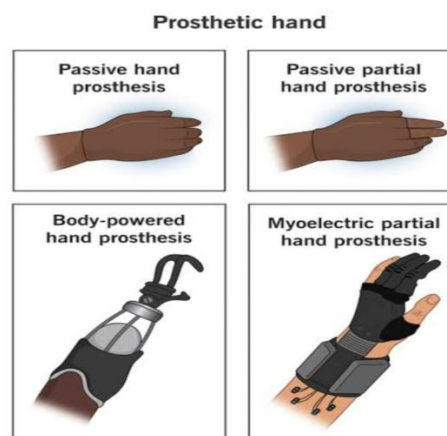 Prosthetic hand
Passive hand
prosthesis
Passive partial
hand prosthesis
Body-powered
hand prosthesis
Myoelectric partial
hand prosthesis